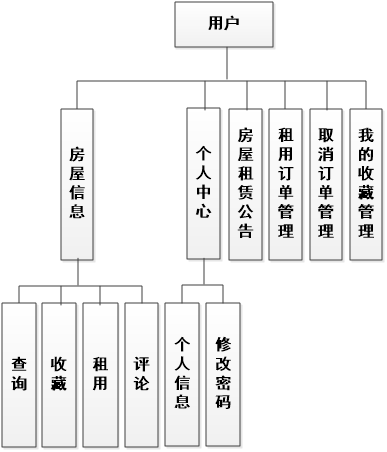 用户
房屋信息
个人中心
房屋租赁公告
租用订单管理
取消订单管理
我的收藏管理
查询
收藏
租用
评论
个人信息
修改密码